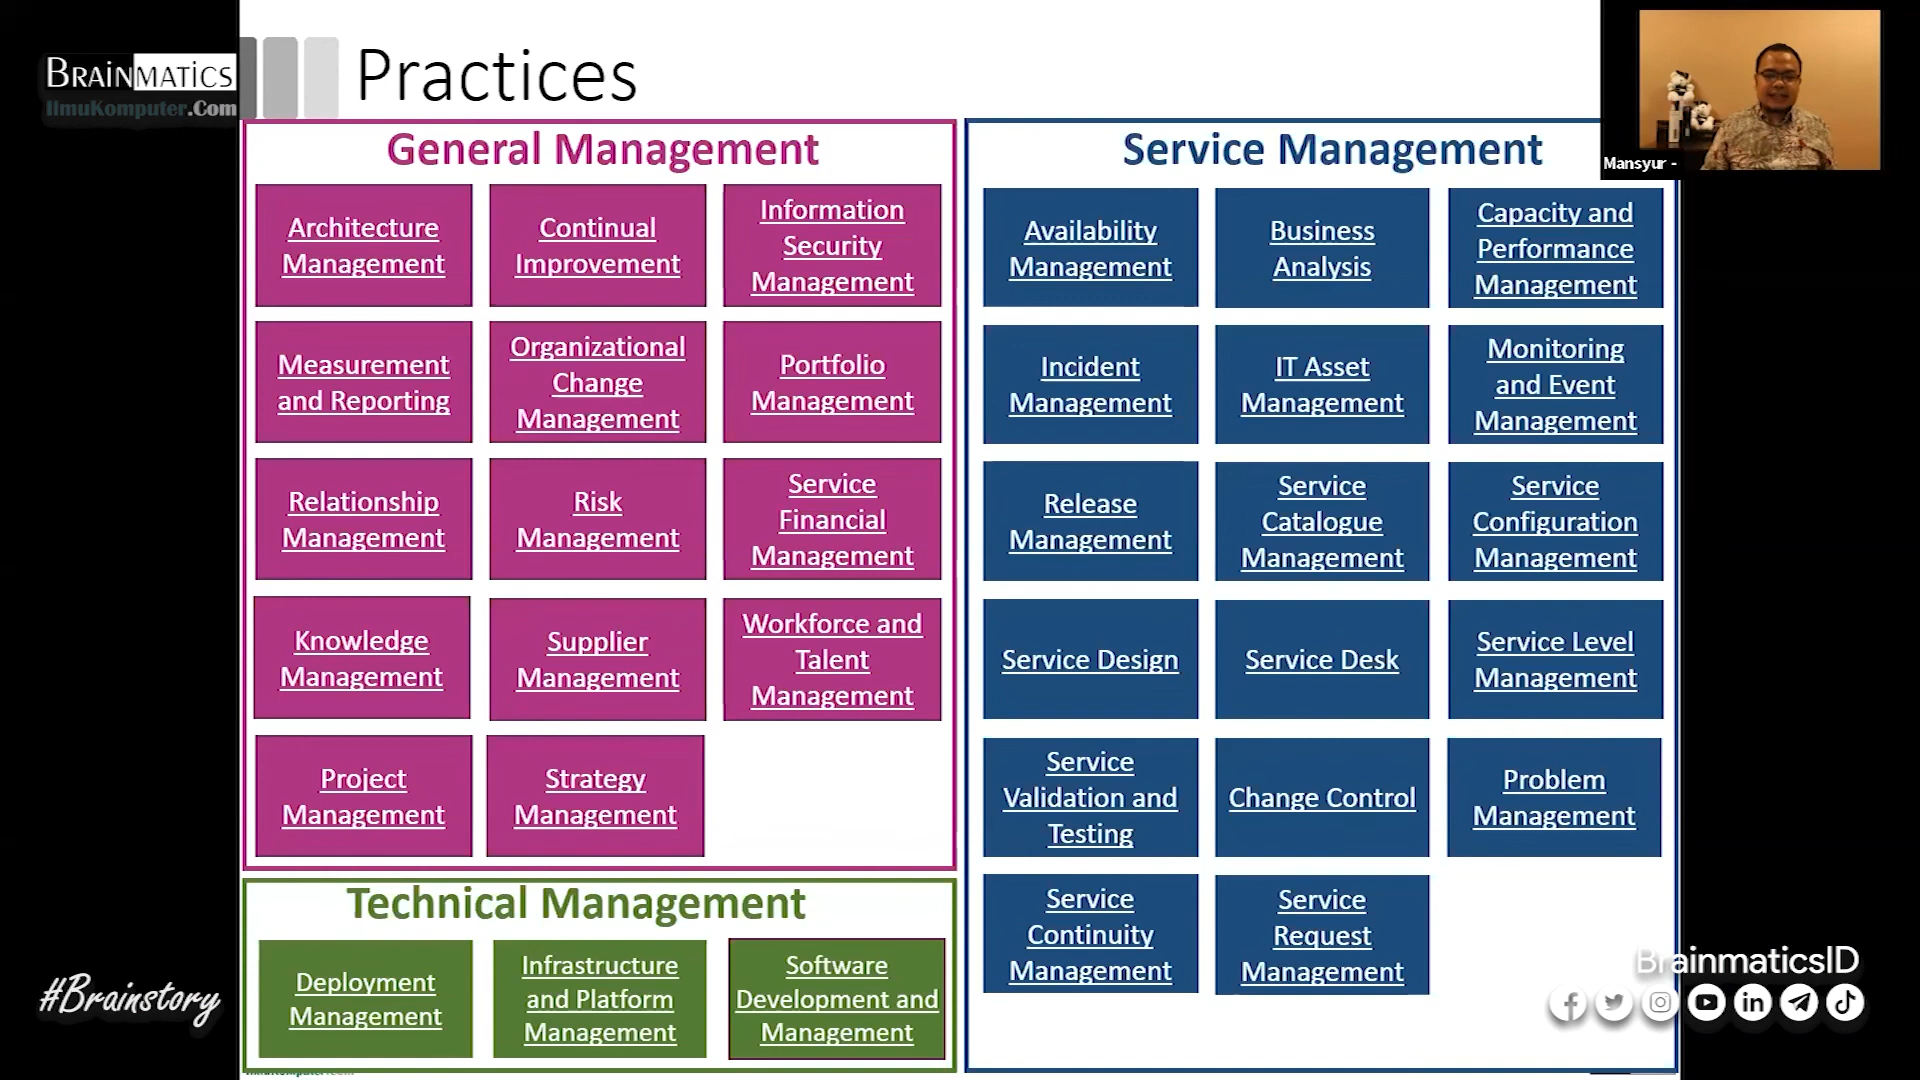 BRAINMATICS
IlmuKomputer.Com
Practices
Mansyur -
General Management
Architecture
Management
Continual
Improvement
Information
Security
Management
Measurement
and Reporting
Organizational
Change
Management
Portfolio
Management
Relationship
Management
Risk
Management
Service
Financial
Management
Knowledge
Management
Supplier
Management
Workforce and
Talent
Management
Project
Management
Strategy
Management
Technical Management
Deployment
Management
Infrastructure
and Platform
Management
Software
Development and
Management
Service Management
Availability
Management
Business
Analysis
Capacity and
Performance
Management
Incident
Management
IT Asset
Management
Monitoring
and Event
Management
Release
Management
Service
Catalogue
Management
Service
Configuration
Management
Service Design
Service Desk
Service Level
Management
Service
Validation and
Testing
Change Control
Problem
Management
Service
Continuity
Management
Service
Request
Management
#Brainstory
BrainmaticsID